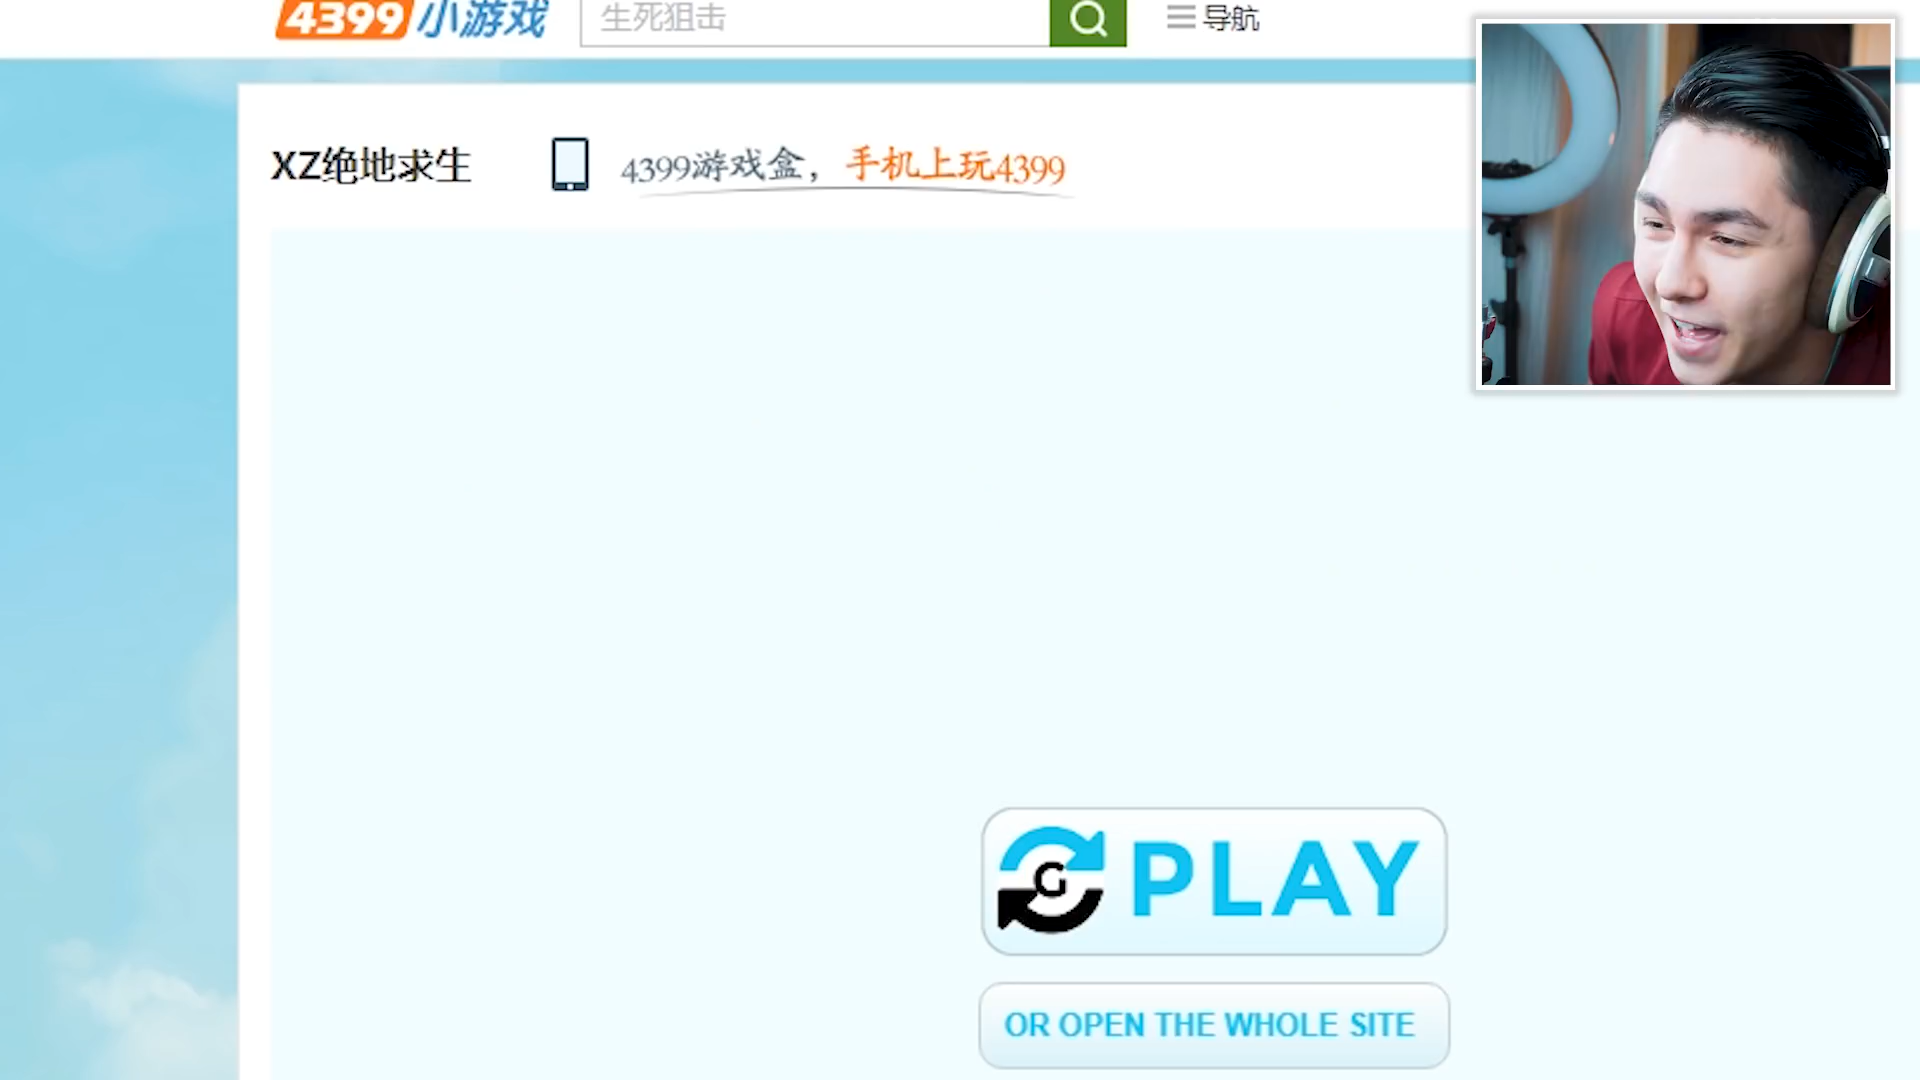 4399小游戏
生死狙击
导航
XZ绝地求生
4399游戏盒，手机上玩4399
G PLAY
OR OPEN THE WHOLE SITE